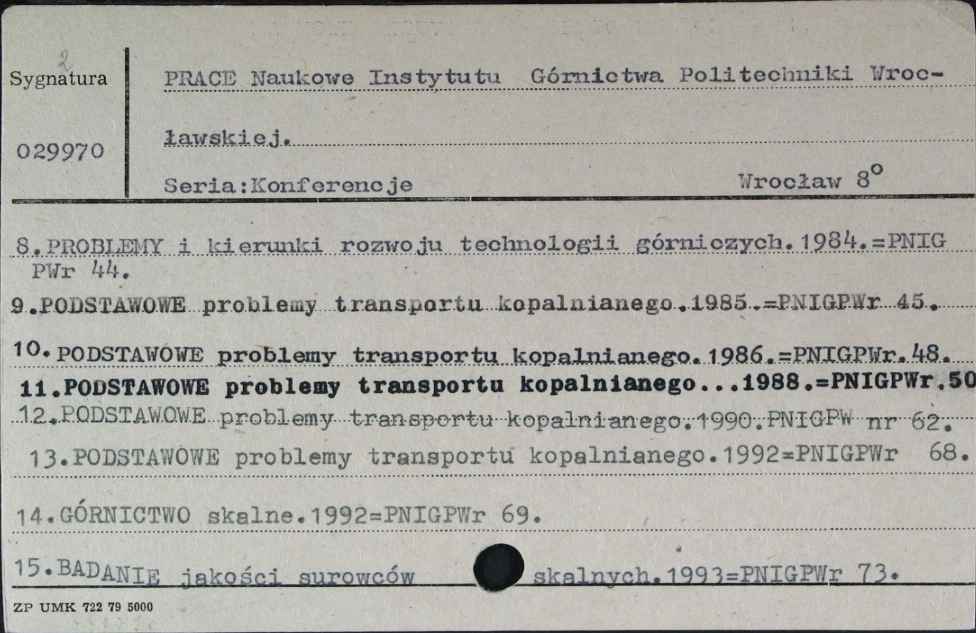 2
Sygnatura
PRACE Naukowe Instytutu Górnictwa Politechniki Wroc-
ławskiej.
029970
Seria:Konferencje Wrocław 8°
8.PROBLEMY i kierunki rozwoju technologii górniczych.1984.=PNIG
PWr 44.
9.PODSTAWOWE problemy transportu kopalnianego.1985.=PNIGPWr 45.
10.PODSTAWOWE problemy transportu kopalnianego.1986.=PNIGPWr.48.
11.PODSTAWOWE problemy transportu kopalnianego...1988.=PNIGPWr.50
12.PODSTAWOWE problemy transportu kopalnianego.1990.PNIGPW nr 62.
13.PODSTAWOWE problemy transportu kopalnianego.1992=PNIGPWr 68.
14.GÓRNICTWO skalne.1992=PNIGPWr 69.
15.BADANIE jakości surowców skalnych.1993=PNIGPWr 73.
ZP UMK 722 79 5000